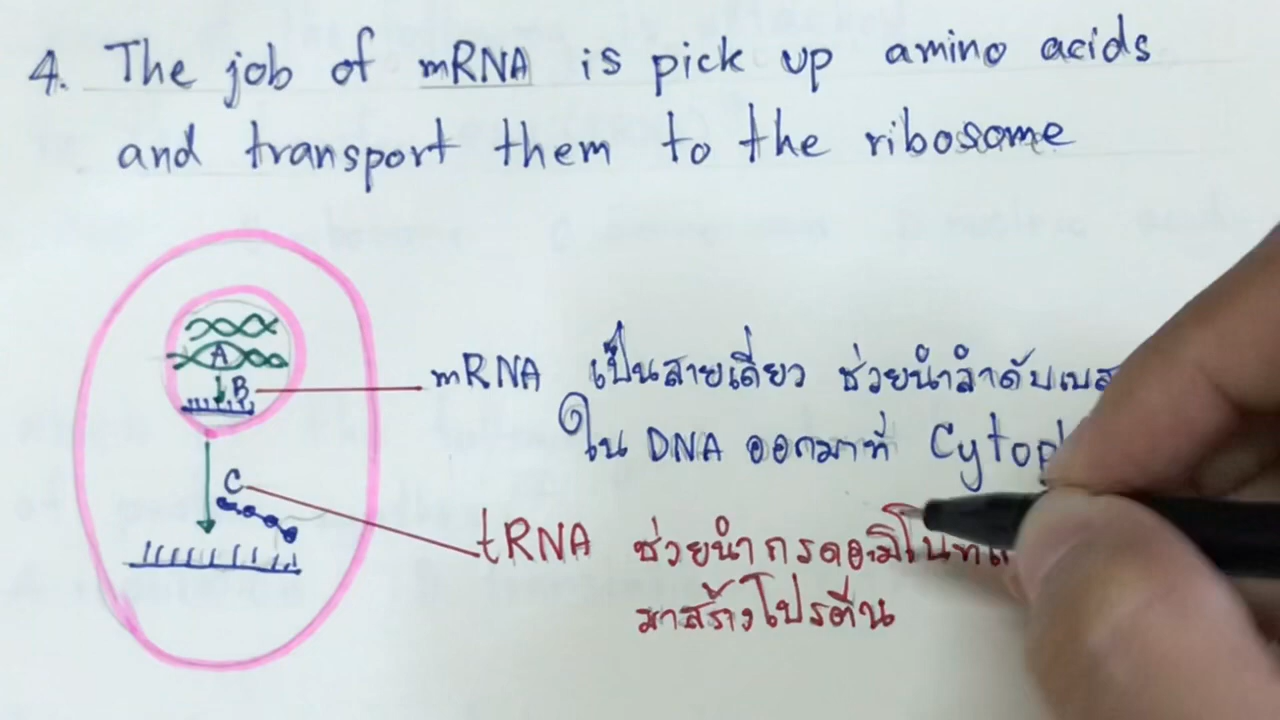 4. The job of mRNA is pick up amino acids
and transport them to the ribosome
A
B
mRNA เป็นสายเดี่ยว ช่วยนำลำดับเบส
ใน DNA ออกมาที่
C
tRNA ช่วยนำกรดอะมิโน
มาสร้างโปรตีน